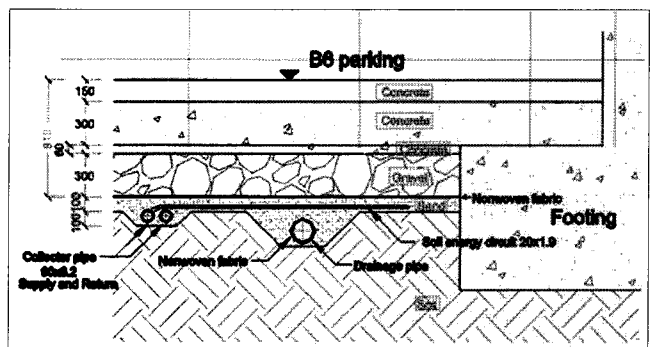 B6 parking
Concrete
Concrete
Concrete
Gravel
Sand
Nonwoven fabric
Footing
Soil energy circuit 20x1.9
Collector pipe
Supply and Return
Nonwoven fabric
Drainage pipe
Soil
150
300
60
300
100
100